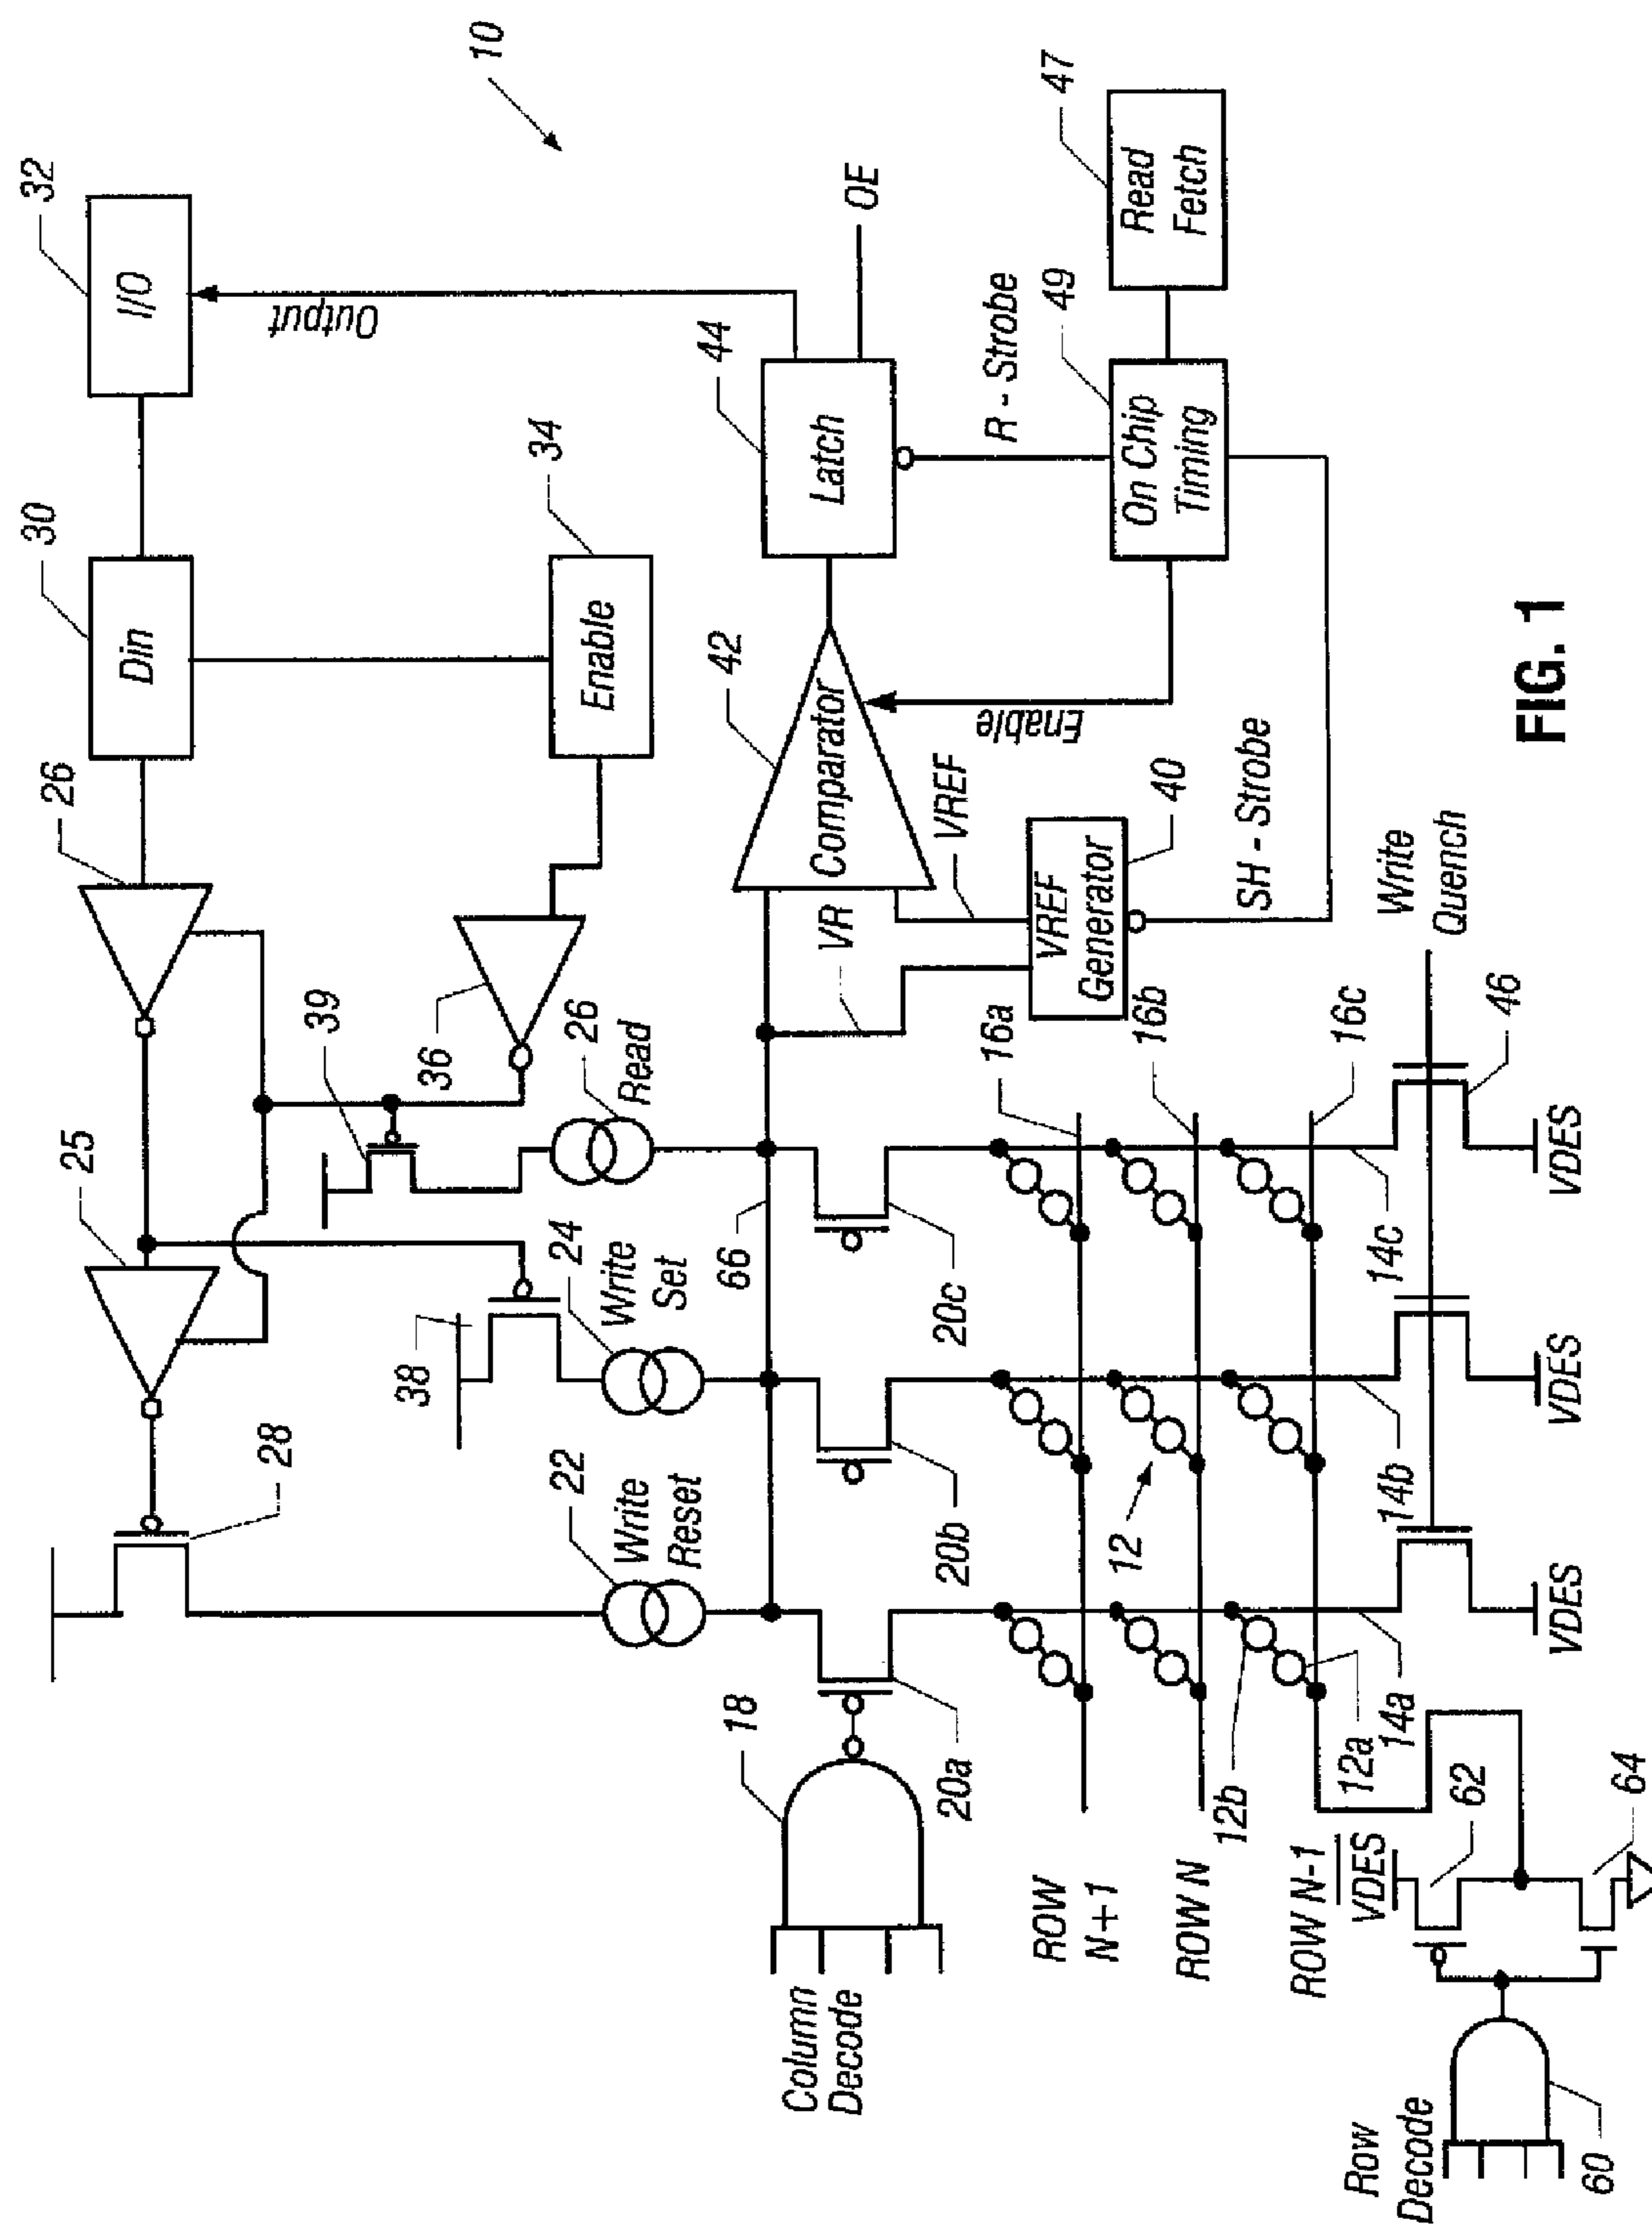 10
32
I/O
Output
30
Din
26
34
Enable
25
36
39
26
Read
24
Write
Set
38
28
22
Write
Reset
66
44
Latch
OE
42
Comparator
VR
VREF
Enable
R - Strobe
47
Read
Fetch
49
On Chip
Timing
VREF
Generator
40
SH - Strobe
18
Column
Decode
20a
20b
20c
16a
16b
16c
ROW
N+1
ROW N
ROW N-1
12
12b
12a
14a
14b
14c
Write
Quench
46
VDES
VDES
VDES
VDES
62
64
Row
Decode
60
FIG. 1